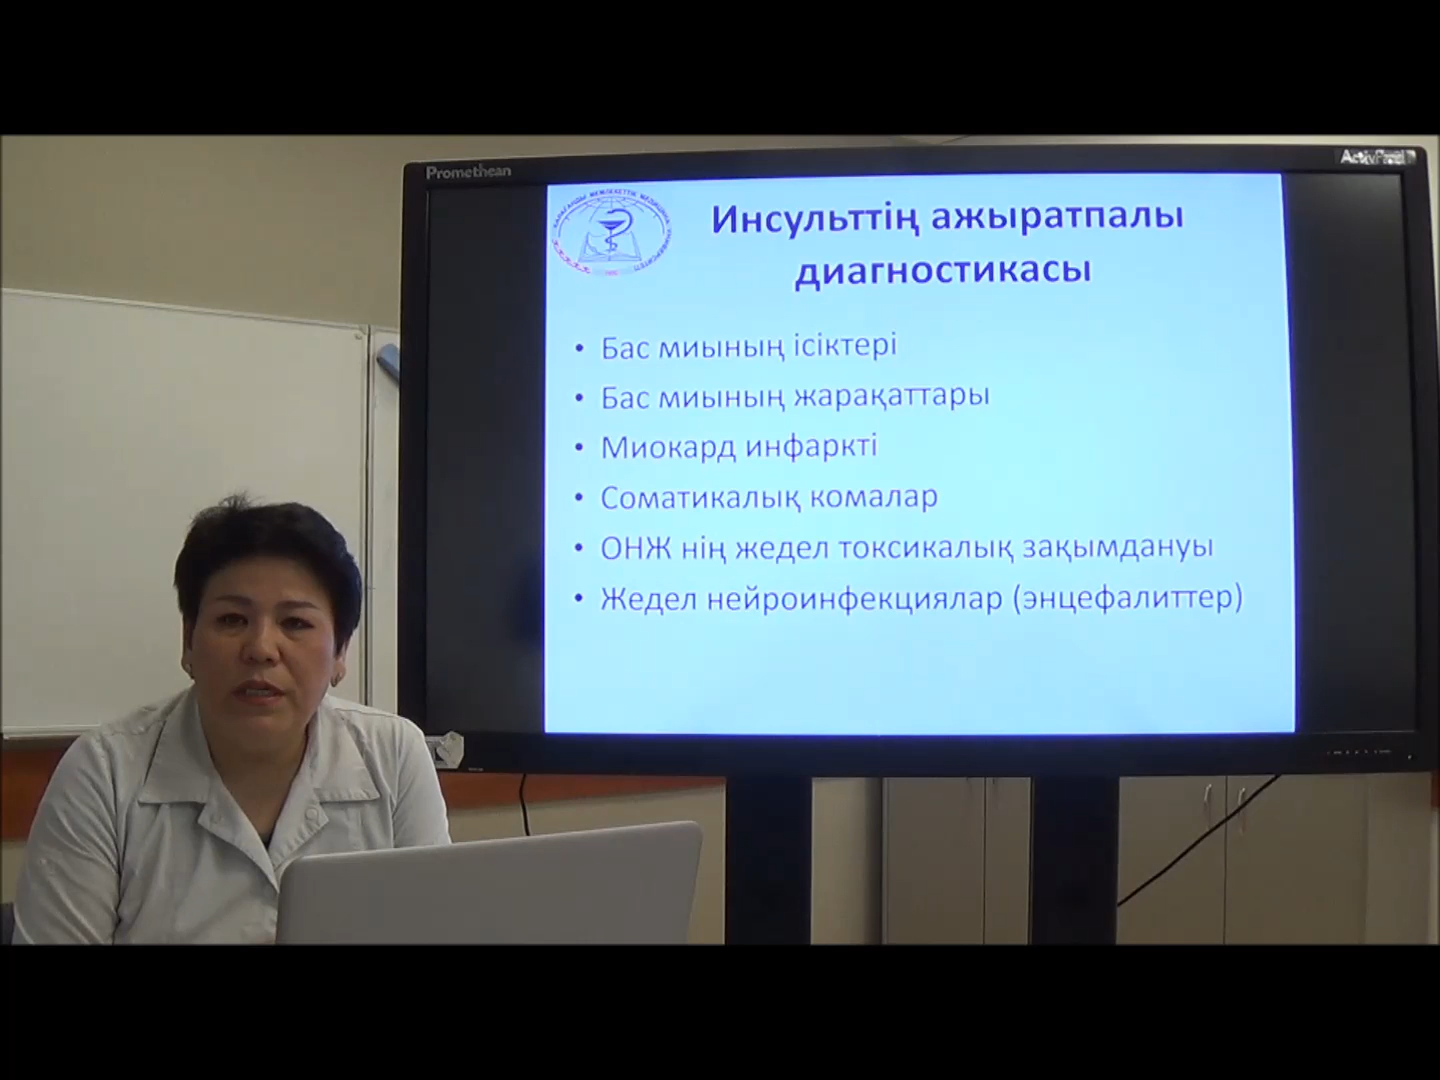 Promethean
ActivPanel
Инсульттің ажыратпалы
диагностикасы
• Бас миының ісіктері
• Бас миының жарақаттары
• Миокард инфаркті
• Соматикалық комалар
• ОНЖ нің жедел токсикалық зақымдануы
• Жедел нейроинфекциялар (энцефалиттер)